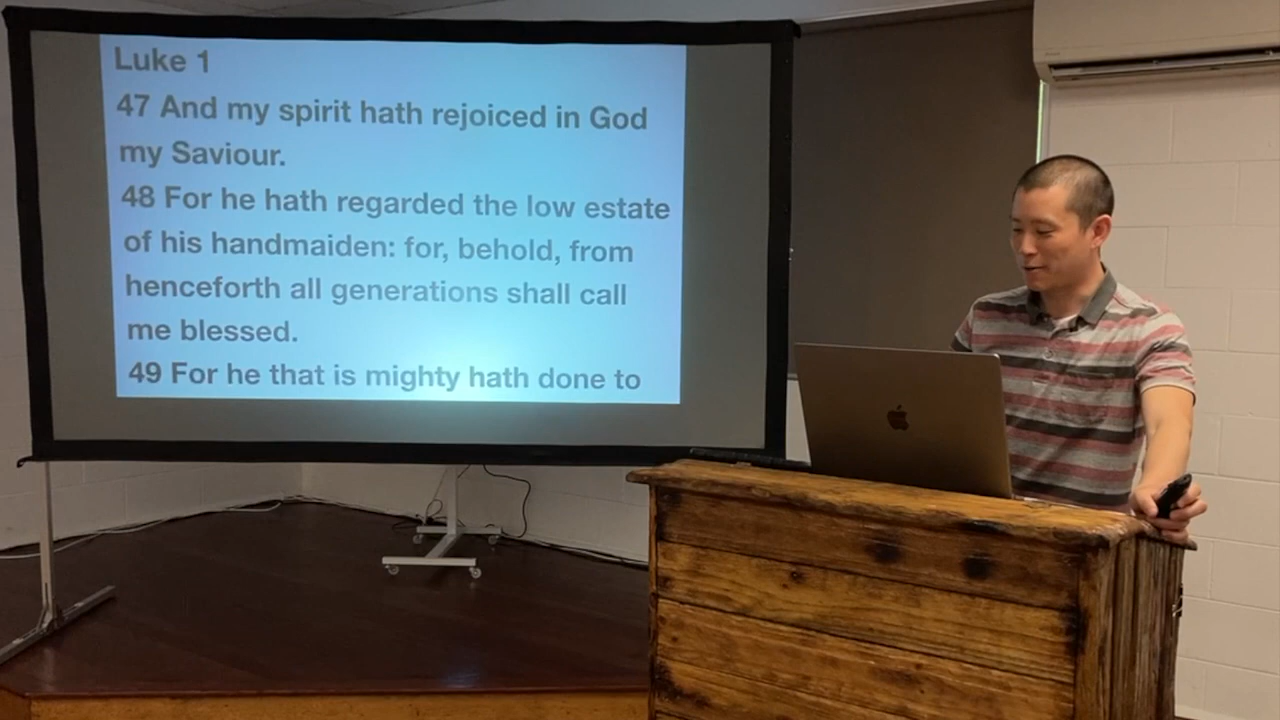 Luke 1
47 And my spirit hath rejoiced in God
my Saviour.
48 For he hath regarded the low estate
of his handmaiden: for, behold, from
henceforth all generations shall call
me blessed.
49 For he that is mighty hath done to